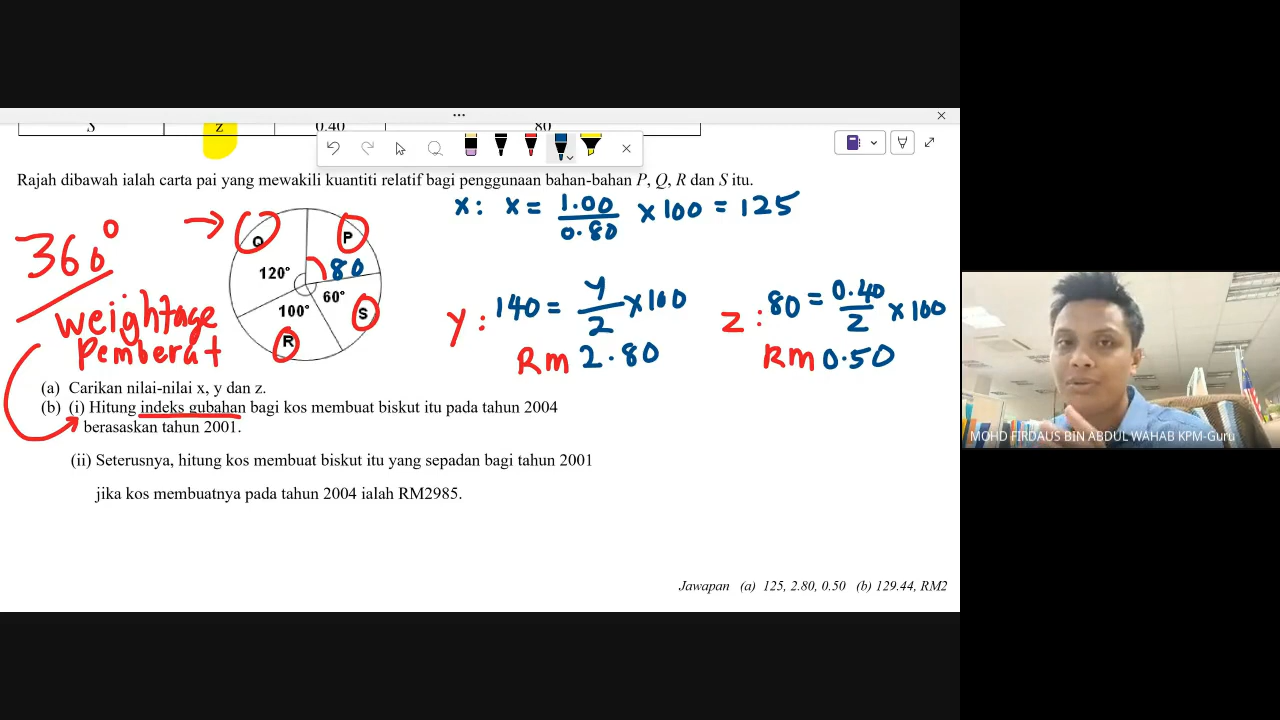 S z 0.40 80
Rajah dibawah ialah carta pai yang mewakili kuantiti relatif bagi penggunaan bahan-bahan P, Q, R dan S itu.
x: x = 1.00/0.80 x 100 = 125
360°
Q
P
120°
80
60°
100°
S
R
weightage
Pemberat
y: 140 = y/2 x 100
Rm 2.80
z: 80 = 0.40/z x 100
Rm 0.50
(a) Carikan nilai-nilai x, y dan z.
(b) (i) Hitung indeks gubahan bagi kos membuat biskut itu pada tahun 2004
berasaskan tahun 2001.
(ii) Seterusnya, hitung kos membuat biskut itu yang sepadan bagi tahun 2001
jika kos membuatnya pada tahun 2004 ialah RM2985.
Jawapan (a) 125, 2.80, 0.50 (b) 129.44, RM2
MOHD FIRDAUS BIN ABDUL WAHAB KPM-Guru